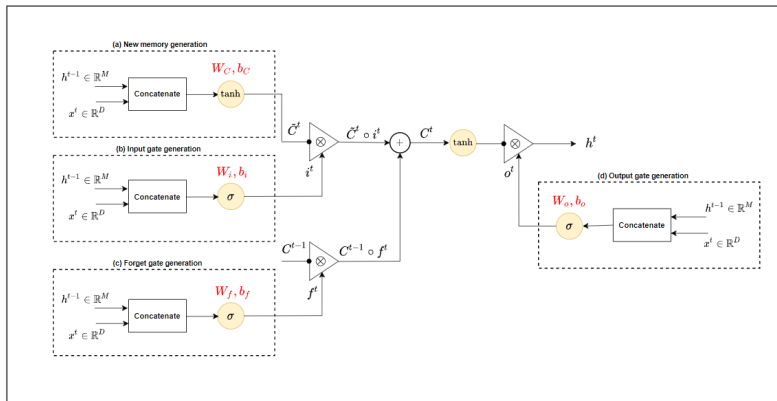 (a) New memory generation
W_C, b_C
h^{t-1} ∈ ℝ^M
Concatenate
tanh
x^t ∈ ℝ^D
C̃^t
⊗
C̃^t ∘ i^t
+
C^t
tanh
⊗
h^t
(b) Input gate generation
i^t
o^t
W_i, b_i
h^{t-1} ∈ ℝ^M
Concatenate
σ
x^t ∈ ℝ^D
(d) Output gate generation
W_o, b_o
h^{t-1} ∈ ℝ^M
σ
Concatenate
x^t ∈ ℝ^D
C^{t-1}
⊗
C^{t-1} ∘ f^t
(c) Forget gate generation
f^t
W_f, b_f
h^{t-1} ∈ ℝ^M
Concatenate
σ
x^t ∈ ℝ^D